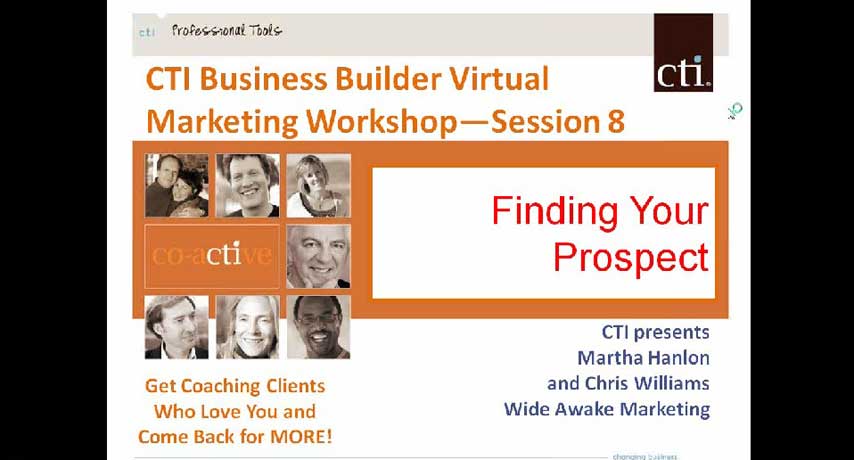 cti Professional Tools
cti
CTI Business Builder Virtual
Marketing Workshop—Session 8
co-active
Finding Your
Prospect
CTI presents
Martha Hanlon
and Chris Williams
Wide Awake Marketing
Get Coaching Clients
Who Love You and
Come Back for MORE!
changing business